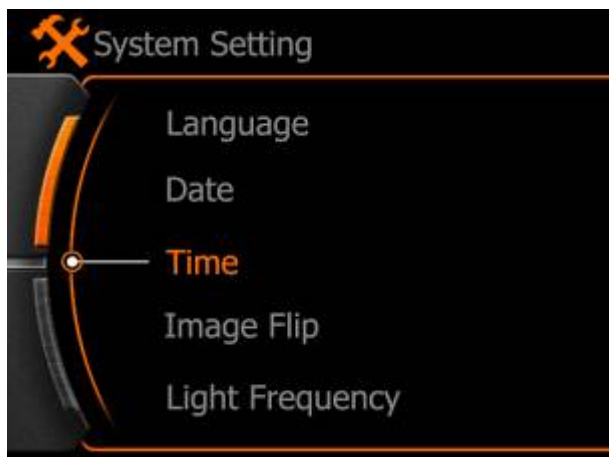 System Setting
Language
Date
Time
Image Flip
Light Frequency